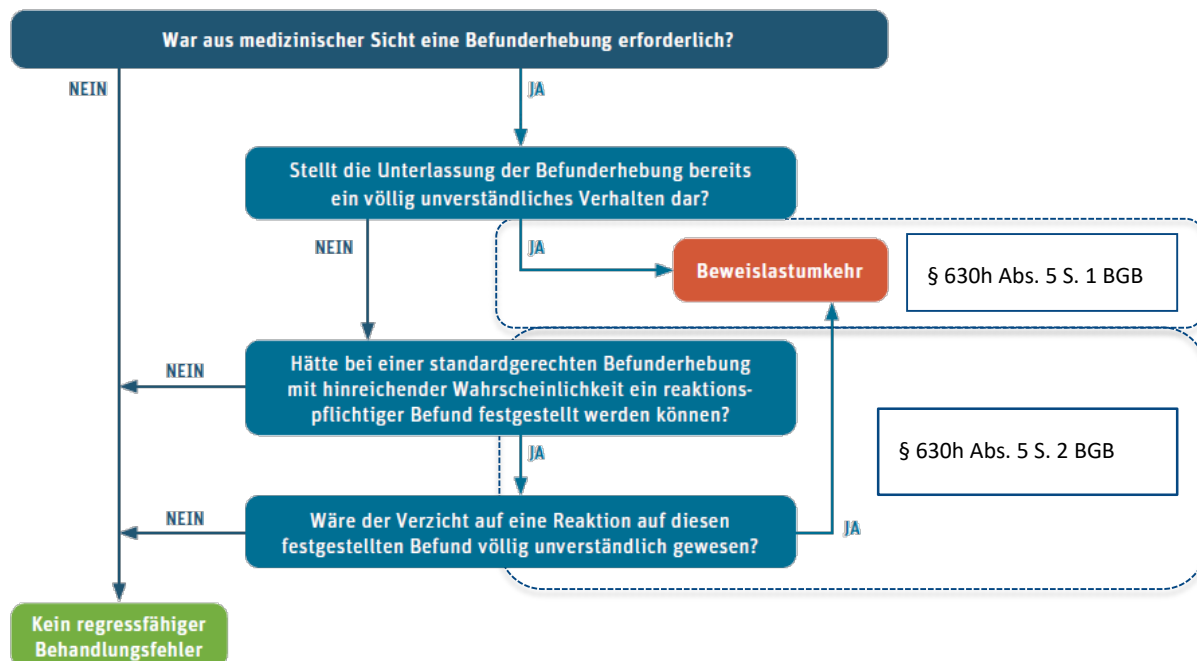 War aus medizinischer Sicht eine Befunderhebung erforderlich?
NEIN
JA
Stellt die Unterlassung der Befunderhebung bereits
ein völlig unverständliches Verhalten dar?
NEIN
JA
Beweislastumkehr
§ 630h Abs. 5 S. 1 BGB
Hätte bei einer standardgerechten Befunderhebung
mit hinreichender Wahrscheinlichkeit ein reaktions-
pflichtiger Befund festgestellt werden können?
NEIN
JA
§ 630h Abs. 5 S. 2 BGB
Wäre der Verzicht auf eine Reaktion auf diesen
festgestellten Befund völlig unverständlich gewesen?
NEIN
JA
Kein regressfähiger
Behandlungsfehler